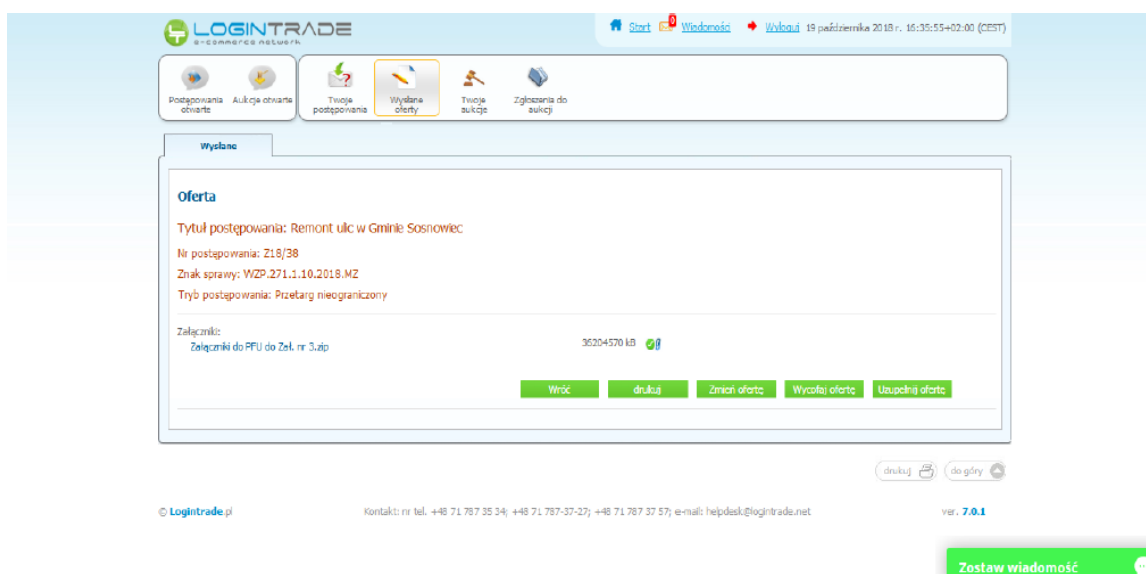 LOGINTRADE
e-commerce network
Start 0 Wiadomości Wyloguj 19 października 2018 r. 16:35:55+02:00 (CEST)
Postępowania otwarte
Aukcje otwarte
Twoje postępowania
Wysłane oferty
Twoje aukcje
Zgłoszenia do aukcji
Wysłane
Oferta
Tytuł postępowania: Remont ulic w Gminie Sosnowiec
Nr postępowania: Z18/38
Znak sprawy: WZP.271.1.10.2018.MZ
Tryb postępowania: Przetarg nieograniczony
Załączniki:
Załączniki do PFU do Zał. nr 3.zip 36204570 kB
Wróć drukuj Zmień ofertę Wycofaj ofertę Uzupełnij ofertę
drukuj do góry
© Logintrade.pl Kontakt: nr tel. +48 71 787 35 34; +48 71 787-37-27; +48 71 787 37 57; e-mail: helpdesk@logintrade.net ver. 7.0.1
Zostaw wiadomość